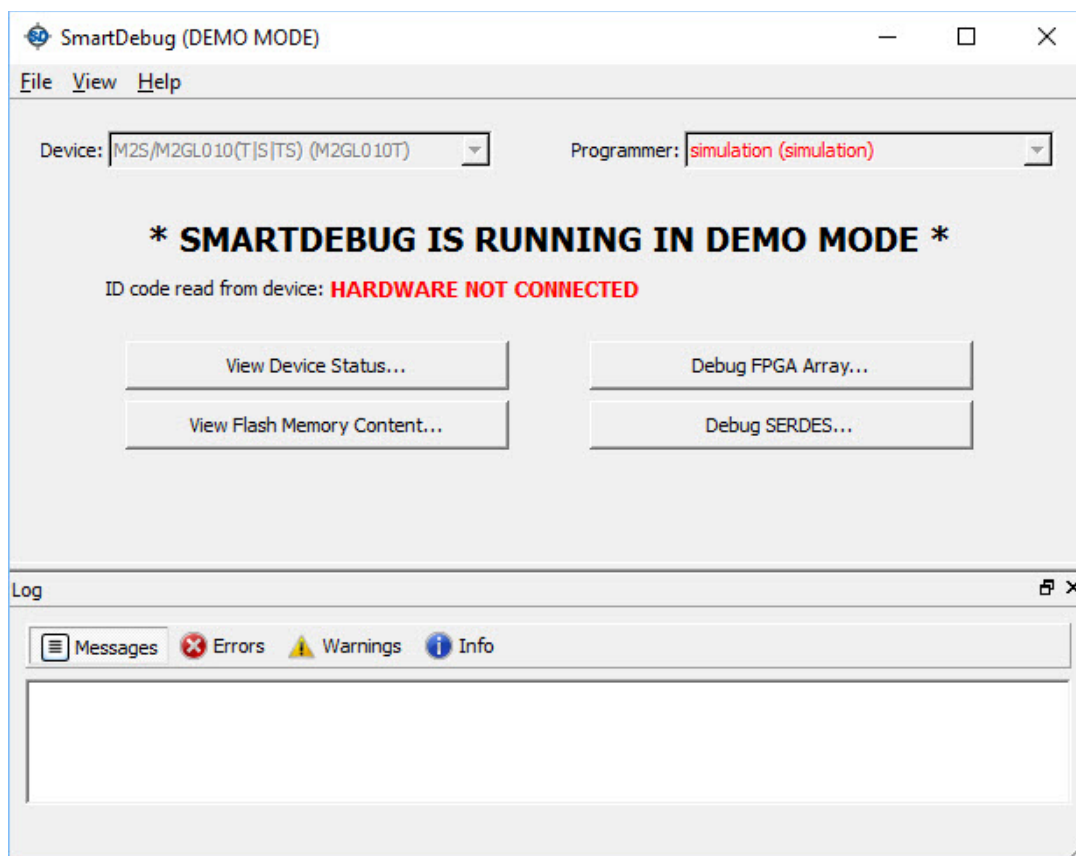 SmartDebug (DEMO MODE)
File View Help
Device: M2S/M2GL010(T|S|TS) (M2GL010T) Programmer: simulation (simulation)
* SMARTDEBUG IS RUNNING IN DEMO MODE *
ID code read from device: HARDWARE NOT CONNECTED
View Device Status... Debug FPGA Array...
View Flash Memory Content... Debug SERDES...
Log
Messages Errors Warnings Info